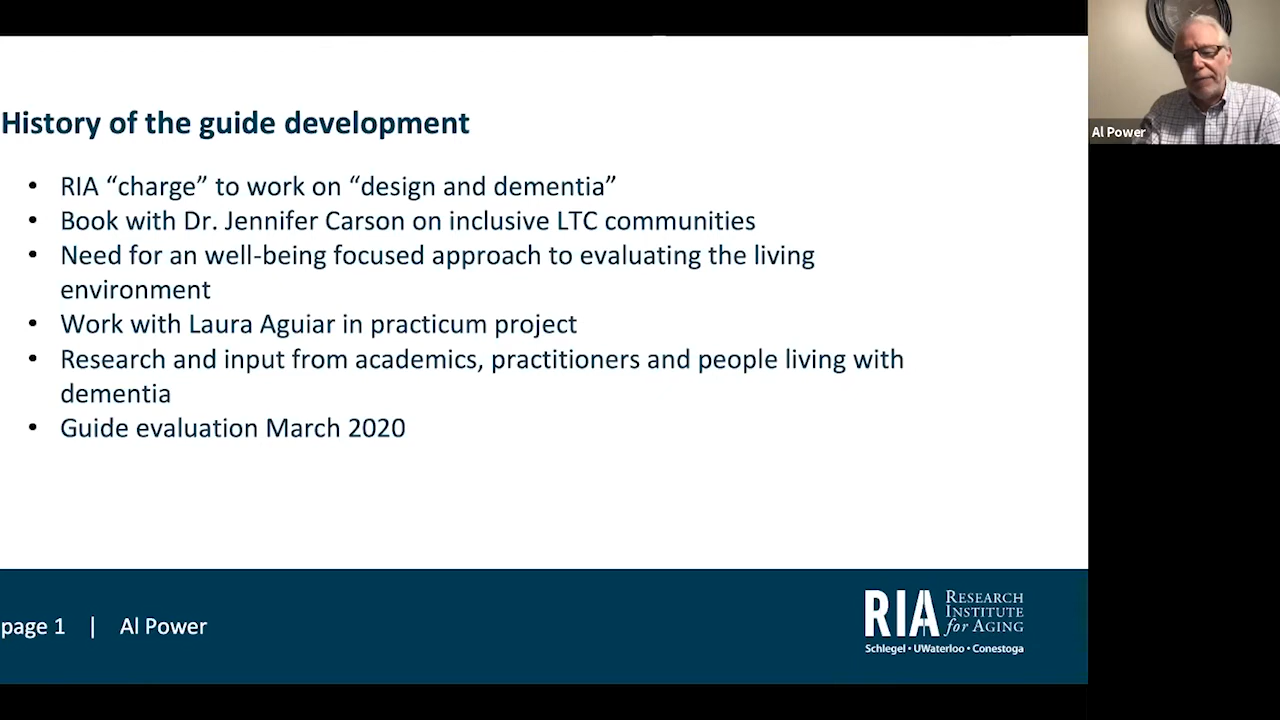 History of the guide development
• RIA “charge” to work on “design and dementia”
• Book with Dr. Jennifer Carson on inclusive LTC communities
• Need for an well-being focused approach to evaluating the living
environment
• Work with Laura Aguiar in practicum project
• Research and input from academics, practitioners and people living with
dementia
• Guide evaluation March 2020
page 1 | Al Power
RIA RESEARCH
INSTITUTE
for AGING
Schlegel • UWaterloo • Conestoga
Al Power